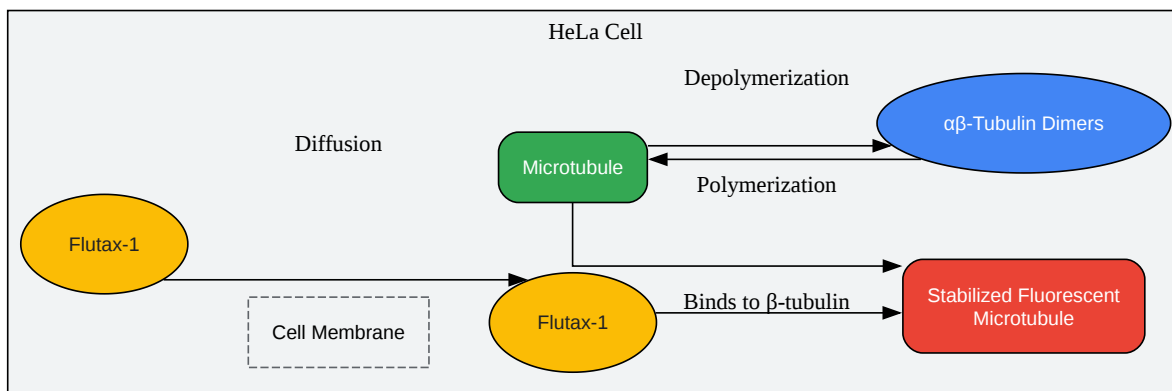 HeLa Cell
Depolymerization
αβ-Tubulin Dimers
Diffusion
Microtubule
Polymerization
Flutax-1
Cell Membrane
Flutax-1
Binds to β-tubulin
Stabilized Fluorescent
Microtubule